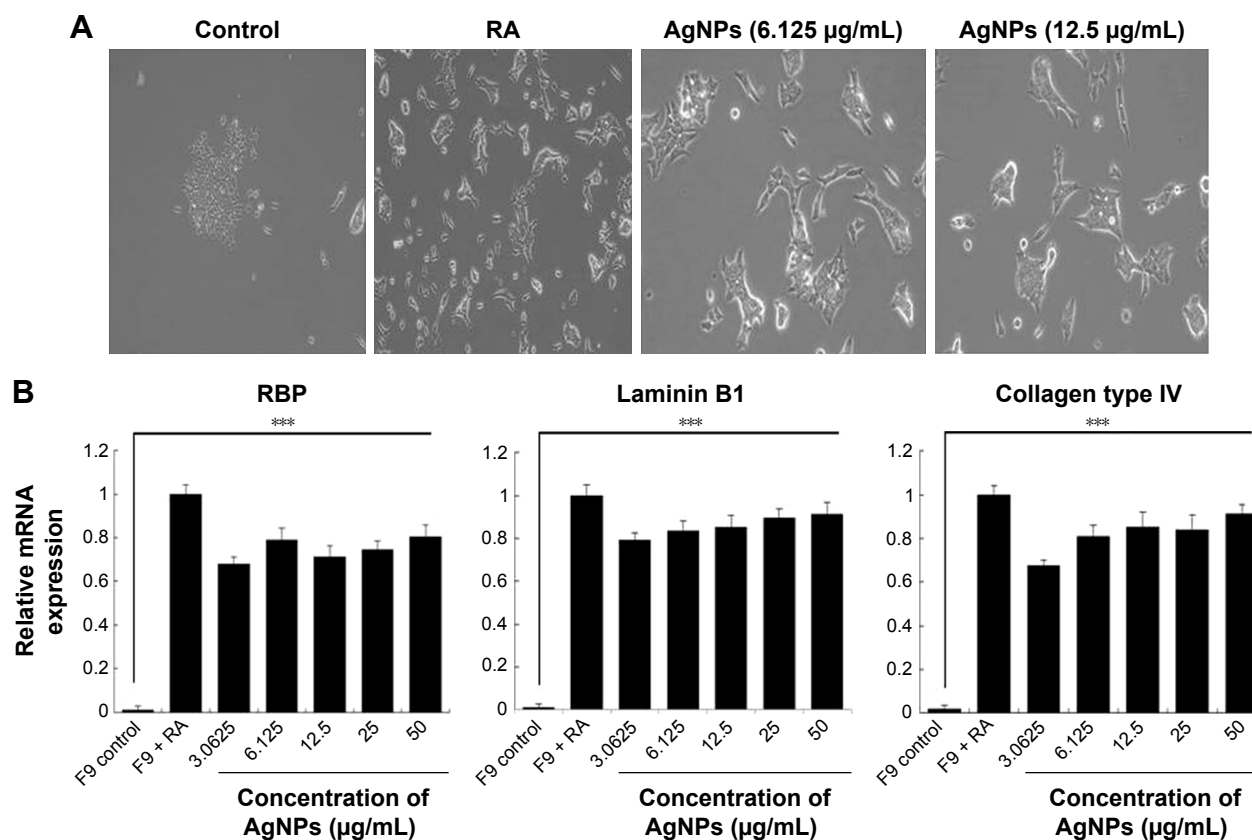 A
Control
RA
AgNPs (6.125 µg/mL)
AgNPs (12.5 µg/mL)
B
RBP
***
Relative mRNA
expression
1.2
1
0.8
0.6
0.4
0.2
0
F9 control
F9 + RA
3.0625
6.125
12.5
25
50
Concentration of
AgNPs (µg/mL)
Laminin B1
***
1.2
1
0.8
0.6
0.4
0.2
0
F9 control
F9 + RA
3.0625
6.125
12.5
25
50
Concentration of
AgNPs (µg/mL)
Collagen type IV
***
1.2
1
0.8
0.6
0.4
0.2
0
F9 control
F9 + RA
3.0625
6.125
12.5
25
50
Concentration of
AgNPs (µg/mL)